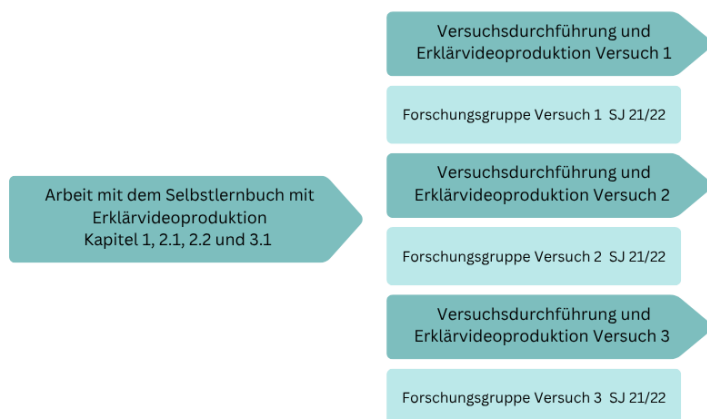 Arbeit mit dem Selbstlernbuch mit
Erklärvideoproduktion
Kapitel 1, 2.1, 2.2 und 3.1
Versuchsdurchführung und
Erklärvideoproduktion Versuch 1
Forschungsgruppe Versuch 1 SJ 21/22
Versuchsdurchführung und
Erklärvideoproduktion Versuch 2
Forschungsgruppe Versuch 2 SJ 21/22
Versuchsdurchführung und
Erklärvideoproduktion Versuch 3
Forschungsgruppe Versuch 3 SJ 21/22